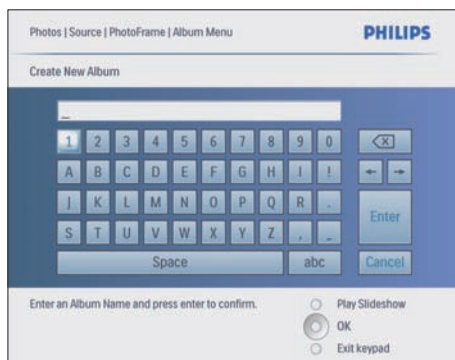 Photos | Source | PhotoFrame | Album Menu
PHILIPS
Create New Album
_
1 2 3 4 5 6 7 8 9 0
A B C D E F G H I !
J K L M N O P Q R .
Enter
S T U V W X Y Z , _
Space abc Cancel
Enter an Album Name and press enter to confirm.
Play Slideshow
OK
Exit keypad